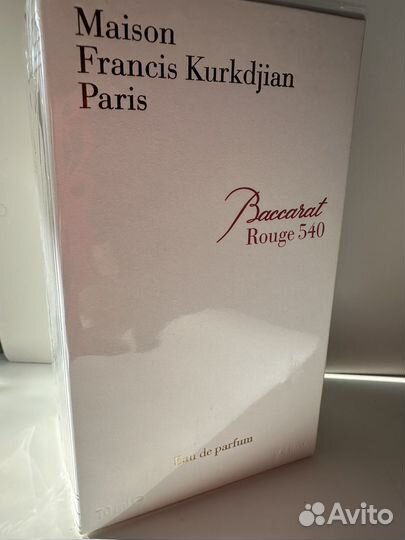 Maison
Francis Kurkdjian
Paris
Baccarat
Rouge 540
Eau de parfum
Avito